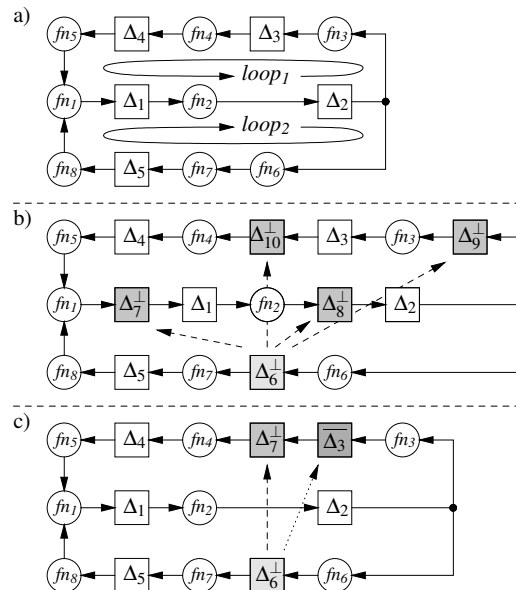 a)
fn₅ Δ₄ fn₄ Δ₃ fn₃
loop₁
fn₁ Δ₁ fn₂ Δ₂
loop₂
fn₈ Δ₅ fn₇ fn₆
b)
fn₅ Δ₄ fn₄ Δ⊥₁₀ Δ₃ fn₃ Δ⊥₉
fn₁ Δ⊥₇ Δ₁ fn₂ Δ⊥₈ Δ₂
fn₈ Δ₅ fn₇ Δ⊥₆ fn₆
c)
fn₅ Δ₄ fn₄ Δ⊥₇ Δ̅₃ fn₃
fn₁ Δ₁ fn₂ Δ₂
fn₈ Δ₅ fn₇ Δ⊥₆ fn₆